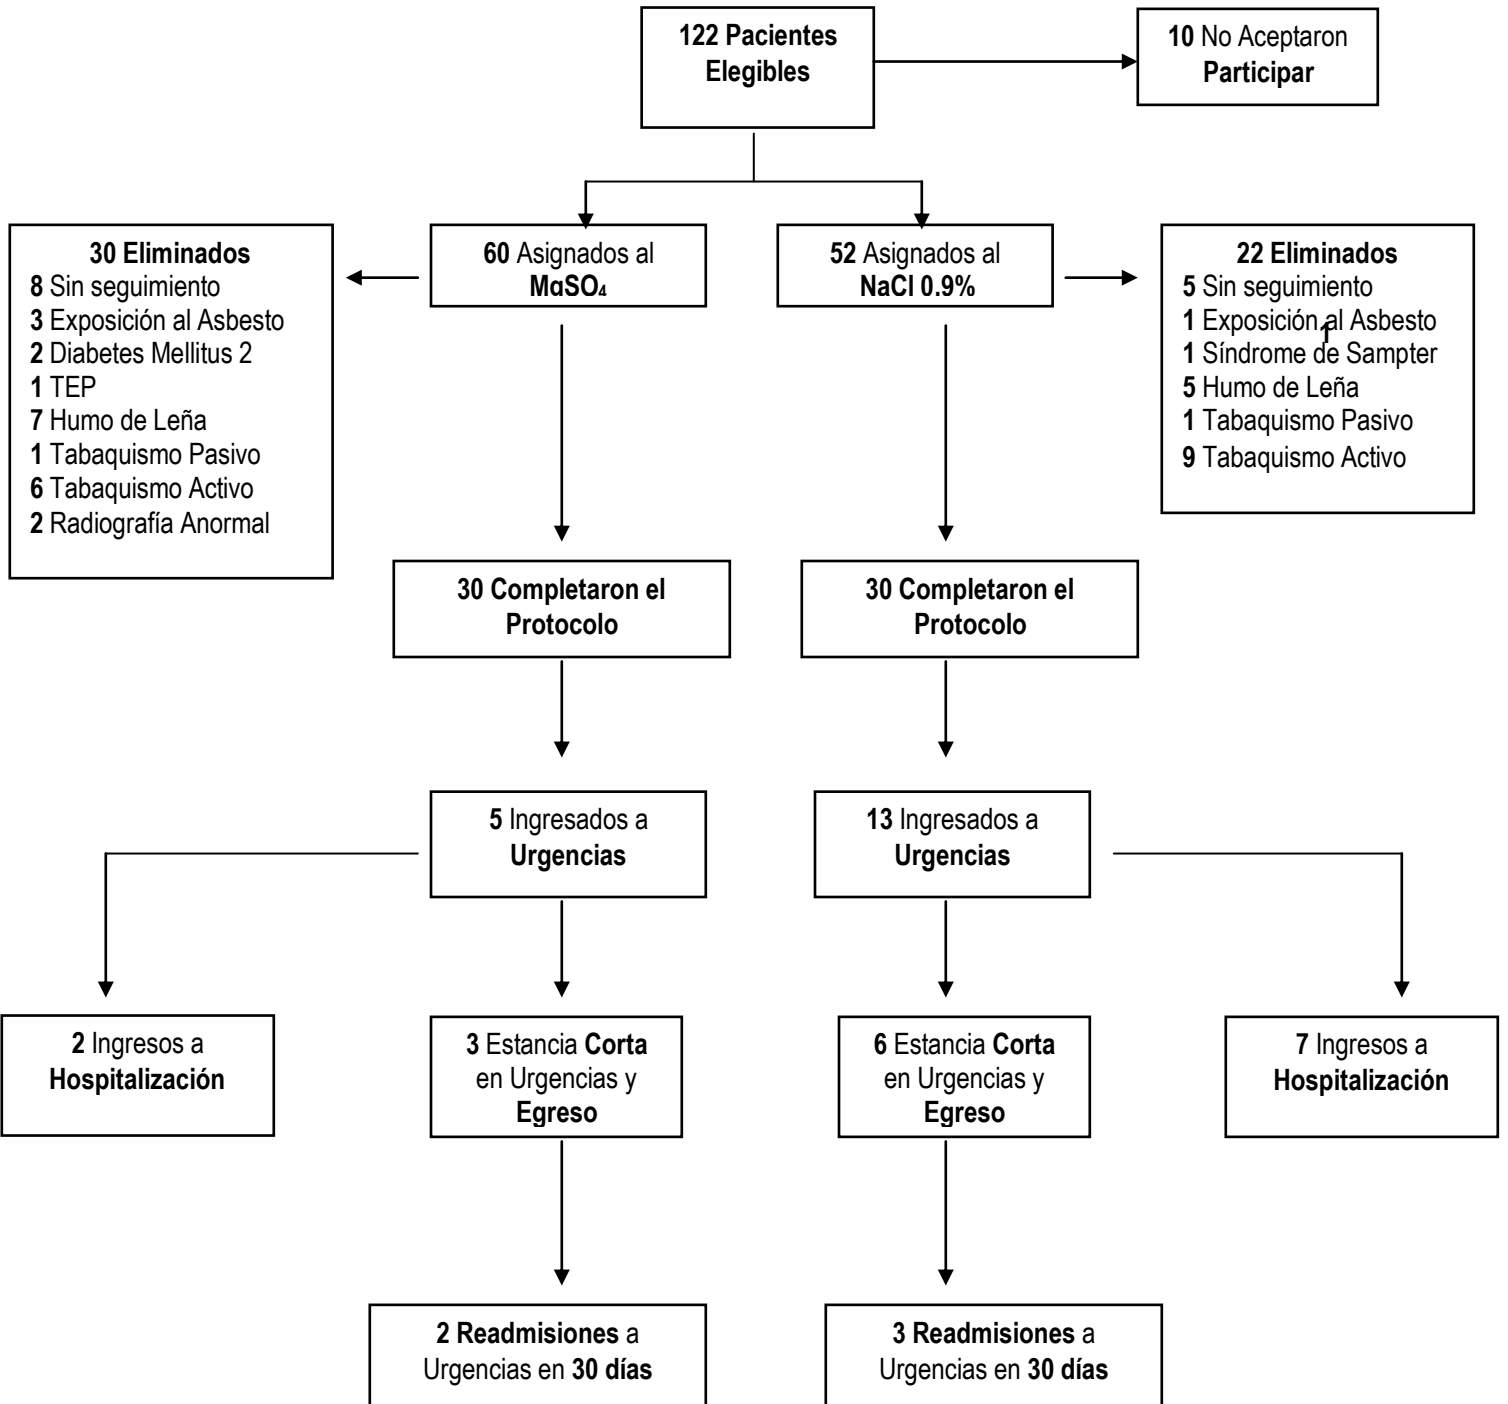 122 Pacientes
Elegibles
10 No Aceptaron
Participar
30 Eliminados
8 Sin seguimiento
3 Exposición al Asbesto
2 Diabetes Mellitus 2
1 TEP
7 Humo de Leña
1 Tabaquismo Pasivo
6 Tabaquismo Activo
2 Radiografía Anormal
60 Asignados al
MgSO₄
52 Asignados al
NaCl 0.9%
22 Eliminados
5 Sin seguimiento
1 Exposición al Asbesto
1
1 Síndrome de Sampter
5 Humo de Leña
1 Tabaquismo Pasivo
9 Tabaquismo Activo
30 Completaron el
Protocolo
30 Completaron el
Protocolo
5 Ingresados a
Urgencias
13 Ingresados a
Urgencias
2 Ingresos a
Hospitalización
3 Estancia Corta
en Urgencias y
Egreso
6 Estancia Corta
en Urgencias y
Egreso
7 Ingresos a
Hospitalización
2 Readmisiones a
Urgencias en 30 días
3 Readmisiones a
Urgencias en 30 días